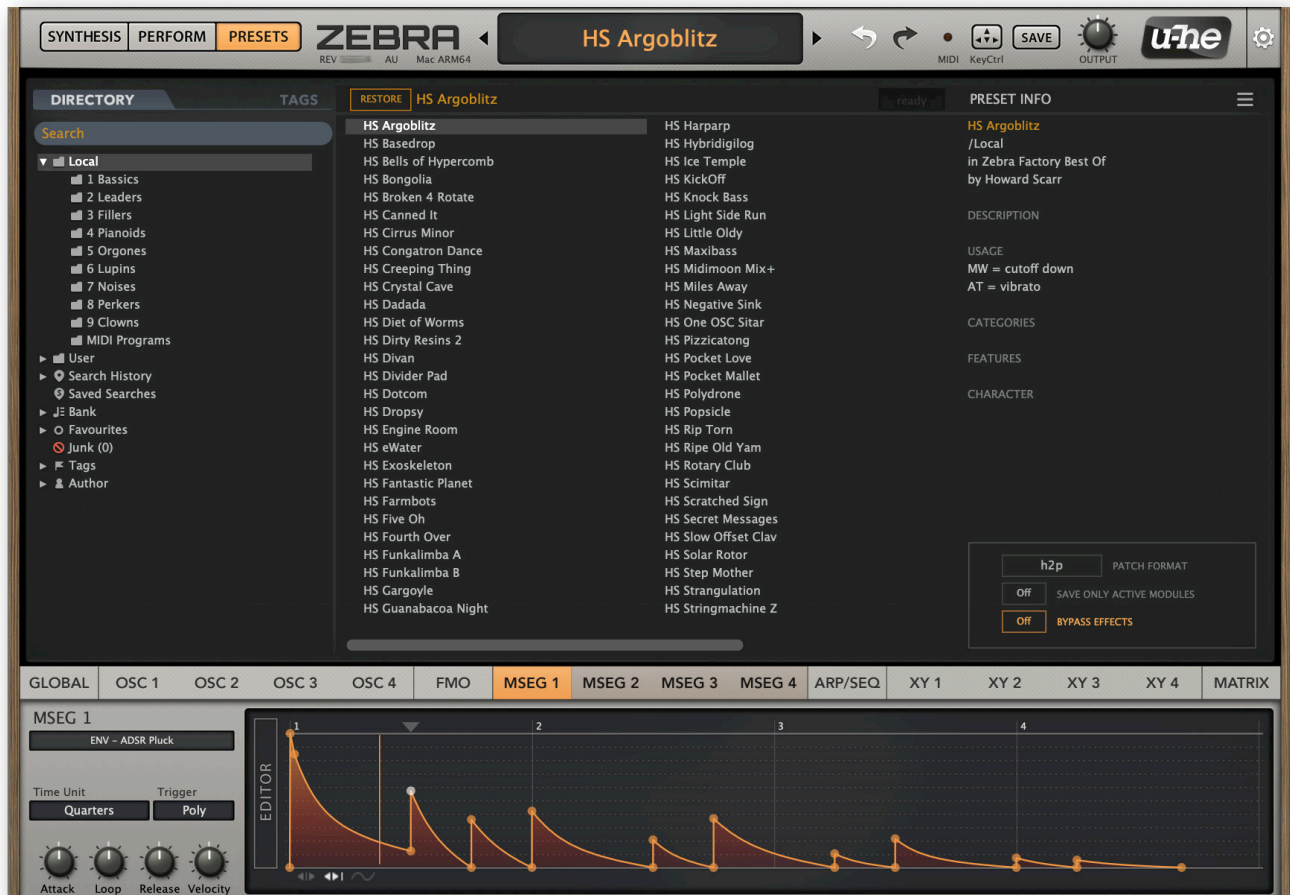 SYNTHESIS PERFORM PRESETS
ZEBRA
REV AU Mac ARM64
HS Argoblitz
MIDI KeyCtrl SAVE OUTPUT
u-he
DIRECTORY TAGS
Search
Local
1 Bassics
2 Leaders
3 Fillers
4 Pianoids
5 Orgones
6 Lupins
7 Noises
8 Perkers
9 Clowns
MIDI Programs
User
Search History
Saved Searches
Bank
Favourites
Junk (0)
Tags
Author
RESTORE HS Argoblitz ready
HS Argoblitz
HS Basedrop
HS Bells of Hypercomb
HS Bongolia
HS Broken 4 Rotate
HS Canned It
HS Cirrus Minor
HS Congatron Dance
HS Creeping Thing
HS Crystal Cave
HS Dadada
HS Diet of Worms
HS Dirty Resins 2
HS Divan
HS Divider Pad
HS Dotcom
HS Dropsy
HS Engine Room
HS eWater
HS Exoskeleton
HS Fantastic Planet
HS Farmbots
HS Five Oh
HS Fourth Over
HS Funkalimba A
HS Funkalimba B
HS Gargoyle
HS Guanabacoa Night
HS Harparp
HS Hybridigilog
HS Ice Temple
HS KickOff
HS Knock Bass
HS Light Side Run
HS Little Oldy
HS Maxibass
HS Midimoon Mix+
HS Miles Away
HS Negative Sink
HS One OSC Sitar
HS Pizzicatong
HS Pocket Love
HS Pocket Mallet
HS Polydrone
HS Popsicle
HS Rip Torn
HS Ripe Old Yam
HS Rotary Club
HS Scimitar
HS Scratched Sign
HS Secret Messages
HS Slow Offset Clav
HS Solar Rotor
HS Step Mother
HS Strangulation
HS Stringmachine Z
PRESET INFO
HS Argoblitz
/Local
in Zebra Factory Best Of
by Howard Scarr
DESCRIPTION
USAGE
MW = cutoff down
AT = vibrato
CATEGORIES
FEATURES
CHARACTER
h2p PATCH FORMAT
Off SAVE ONLY ACTIVE MODULES
Off BYPASS EFFECTS
GLOBAL OSC 1 OSC 2 OSC 3 OSC 4 FMO MSEG 1 MSEG 2 MSEG 3 MSEG 4 ARP/SEQ XY 1 XY 2 XY 3 XY 4 MATRIX
MSEG 1
ENV – ADSR Pluck
Time Unit Trigger
Quarters Poly
Attack Loop Release Velocity
EDITOR
1 2 3 4